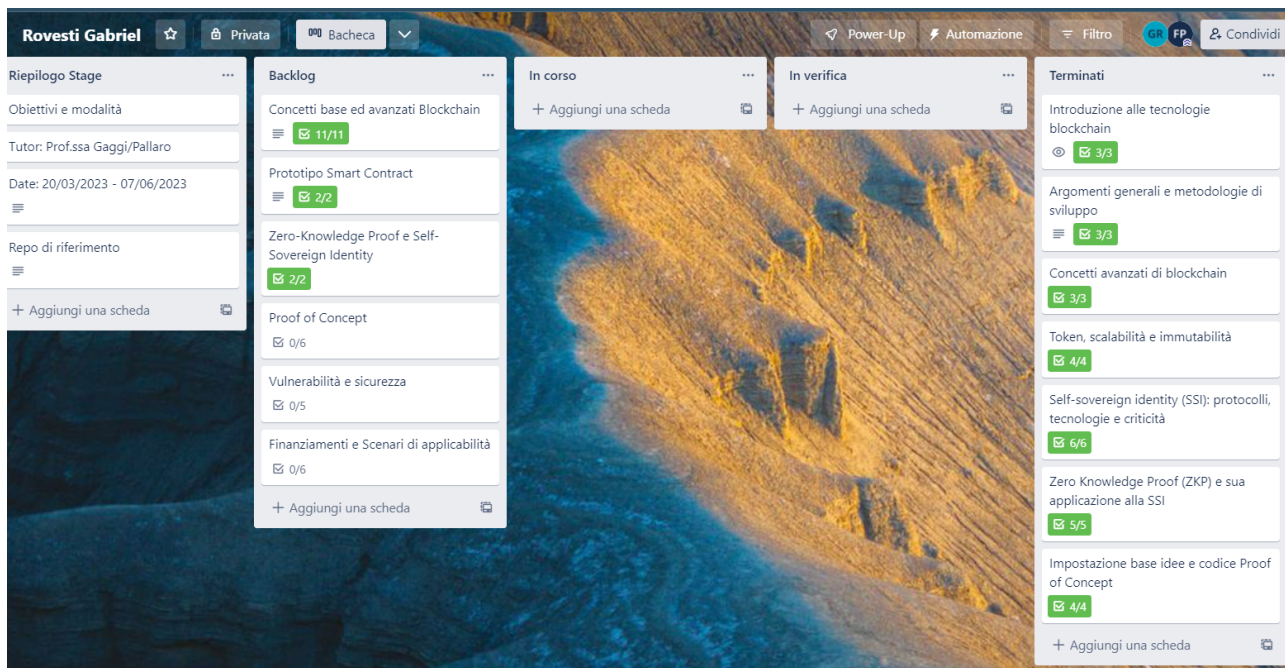 Rovesti Gabriel
Privata
Bacheca
Power-Up
Automazione
Filtro
GR
FP
Condividi
Riepilogo Stage
Obiettivi e modalità
Tutor: Prof.ssa Gaggi/Pallaro
Date: 20/03/2023 - 07/06/2023
Repo di riferimento
+ Aggiungi una scheda
Backlog
Concetti base ed avanzati Blockchain
11/11
Prototipo Smart Contract
2/2
Zero-Knowledge Proof e Self-
Sovereign Identity
2/2
Proof of Concept
0/6
Vulnerabilità e sicurezza
0/5
Finanziamenti e Scenari di applicabilità
0/6
+ Aggiungi una scheda
In corso
+ Aggiungi una scheda
In verifica
+ Aggiungi una scheda
Terminati
Introduzione alle tecnologie
blockchain
3/3
Argomenti generali e metodologie di
sviluppo
3/3
Concetti avanzati di blockchain
3/3
Token, scalabilità e immutabilità
4/4
Self-sovereign identity (SSI): protocolli,
tecnologie e criticità
6/6
Zero Knowledge Proof (ZKP) e sua
applicazione alla SSI
5/5
Impostazione base idee e codice Proof
of Concept
4/4
+ Aggiungi una scheda